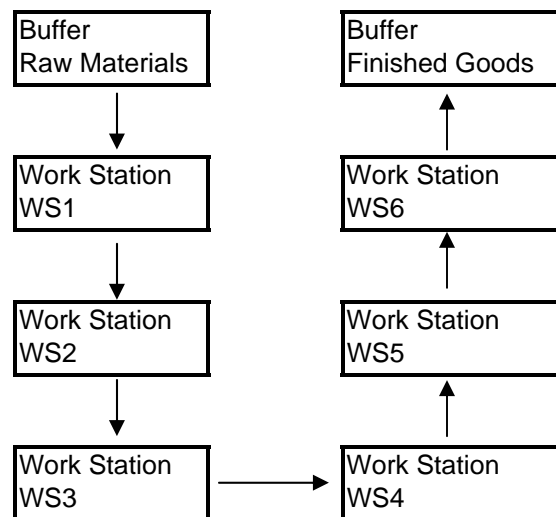 Buffer
Raw Materials
Work Station
WS1
Work Station
WS2
Work Station
WS3
Work Station
WS4
Work Station
WS5
Work Station
WS6
Buffer
Finished Goods